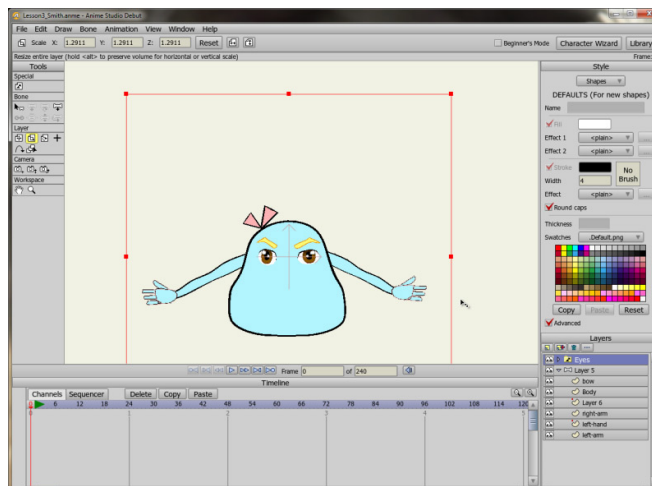 Lesson3_Smith.anme - Anime Studio Debut
File Edit Draw Bone Animation View Window Help
Scale X: 1.2911 Y: 1.2911 Z: 1.2911 Reset
Beginner's Mode Character Wizard Library
Resize entire layer (hold <alt> to preserve volume for horizontal or vertical scale)
Frame:
Tools
Special
Bone
Layer
Camera
Workspace
Style
Shapes
DEFAULTS (For new shapes)
Name
Fill
Effect 1 <plain>
Effect 2 <plain>
Stroke
No Brush
Width 4
Effect <plain>
Round caps
Thickness
Swatches .Default.png
Copy Paste Reset
Advanced
Layers
Eyes
Layer 5
bow
Body
Layer 6
right-arm
left-hand
left-arm
Frame 0 of 240
Timeline
Channels Sequencer Delete Copy Paste
0 6 12 18 24 30 36 42 48 54 60 66 72 78 84 90 96 102 108 114 120
0 1 2 3 4 5